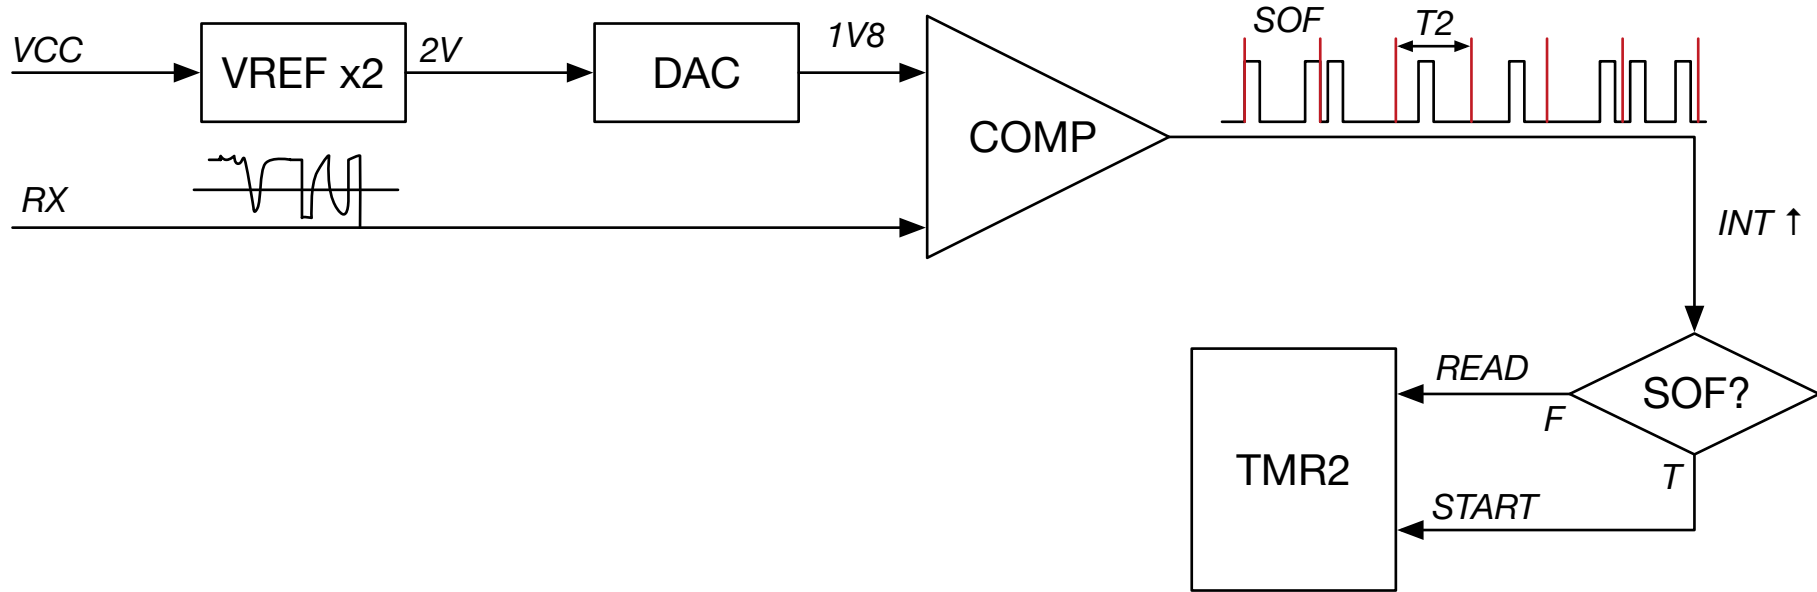 SOF T2
VCC VREF x2 2V DAC 1V8
COMP
RX
INT ↑
READ SOF?
F
TMR2 T
START